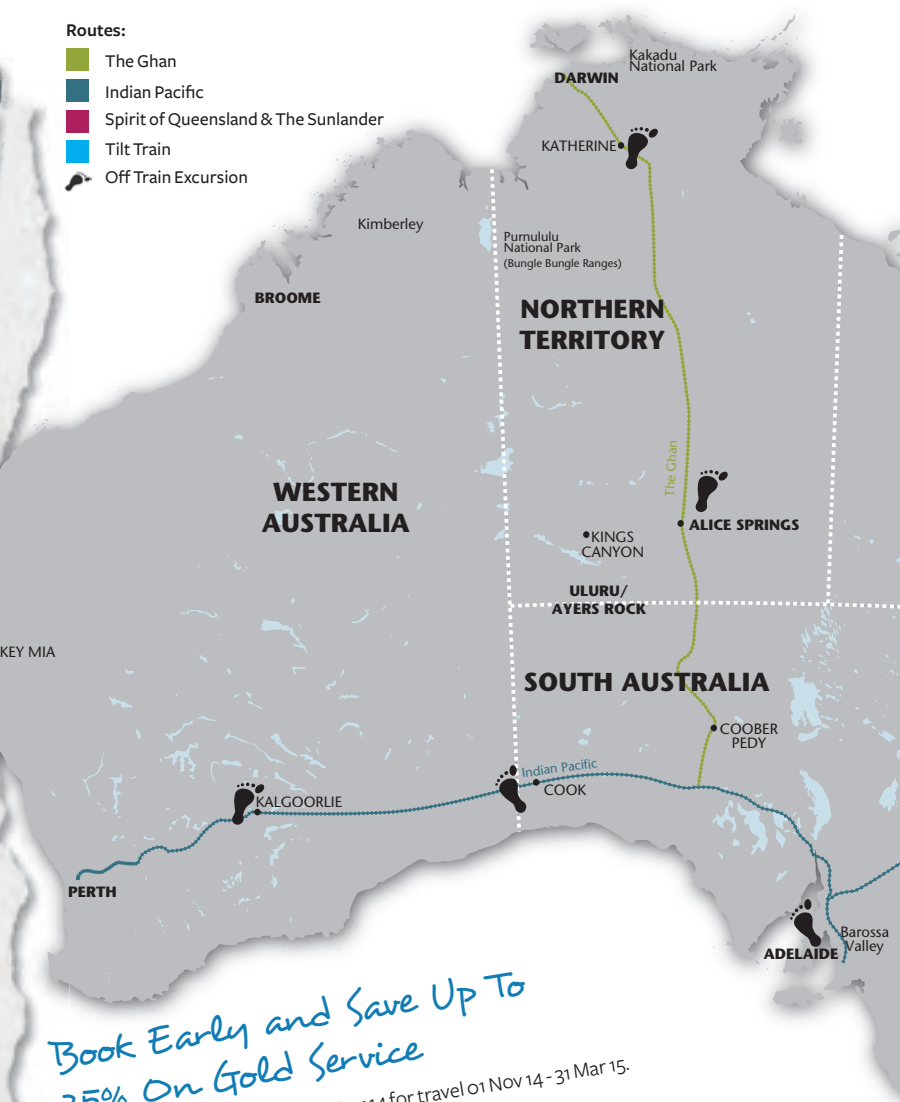 Routes:
The Ghan
Indian Pacific
Spirit of Queensland & The Sunlander
Tilt Train
Off Train Excursion
Kakadu
National Park
DARWIN
KATHERINE
Kimberley
Purnululu
National Park
(Bungle Bungle Ranges)
BROOME
NORTHERN
TERRITORY
The Ghan
WESTERN
AUSTRALIA
ALICE SPRINGS
KINGS
CANYON
ULURU/
AYERS ROCK
KEY MIA
SOUTH AUSTRALIA
COOBER
PEDY
Indian Pacific
COOK
KALGOORLIE
PERTH
Barossa
Valley
ADELAIDE
Book Early and Save Up To
On Gold Service
for travel 01 Nov 14 - 31 Mar 15.